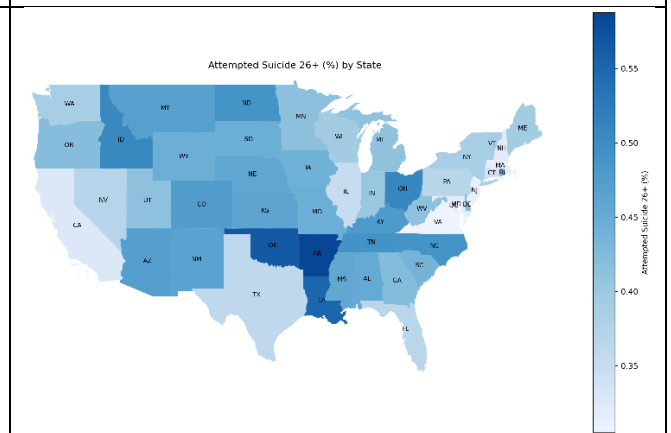 Attempted Suicide 26+ (%) by State
WA
MT
ND
MN
ME
OR
ID
SD
WI
MI
VT
NH
NY
WY
MA
CT
RI
IA
NE
PA
NJ
NV
UT
IL
IN
OH
CO
MD
DC
DE
KS
MO
WV
VA
CA
KY
TN
NC
OK
AR
AZ
NM
SC
MS
AL
GA
TX
LA
FL
0.55
0.50
0.45
0.40
0.35
Attempted Suicide 26+ (%)